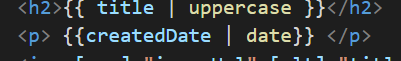 <h2>{{ title | uppercase }}</h2>
<p> {{createdDate | date}} </p>